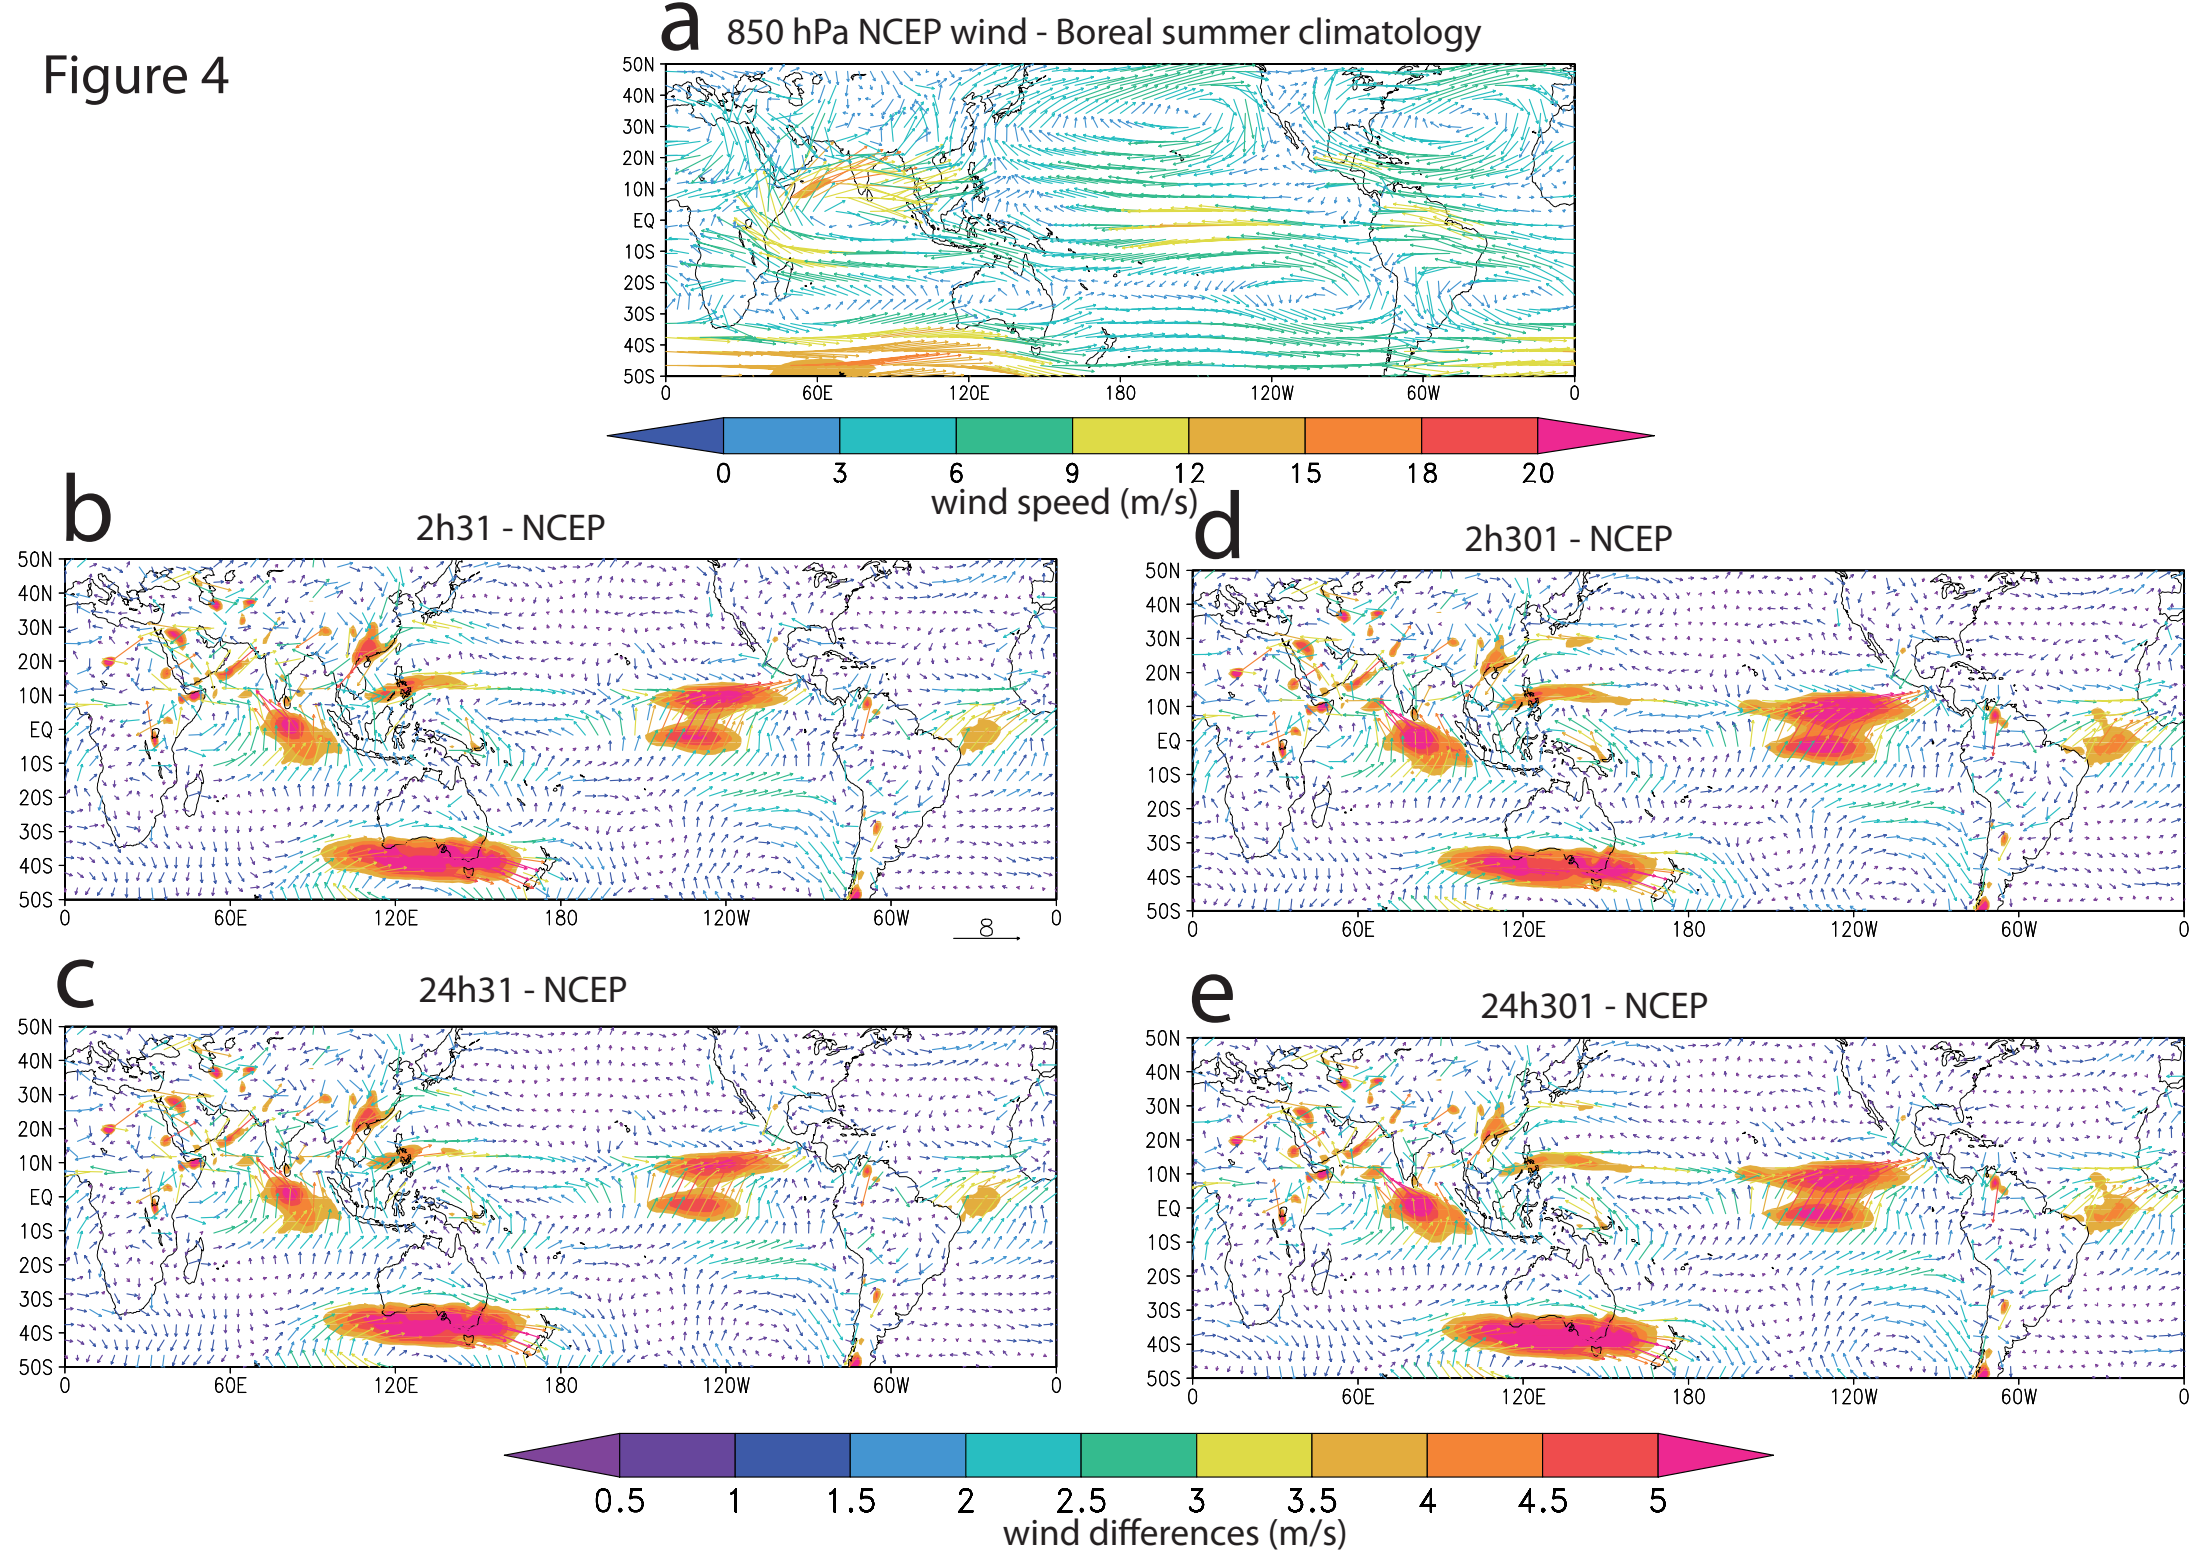 Figure 4
a 850 hPa NCEP wind - Boreal summer climatology
50N
40N
30N
20N
10N
EQ
10S
20S
30S
40S
50S
0 60E 120E 180 120W 60W 0
0 3 6 9 12 15 18 20
wind speed (m/s)
b 2h31 - NCEP
50N
40N
30N
20N
10N
EQ
10S
20S
30S
40S
50S
0 60E 120E 180 120W 60W 0
8
d 2h301 - NCEP
50N
40N
30N
20N
10N
EQ
10S
20S
30S
40S
50S
0 60E 120E 180 120W 60W 0
c 24h31 - NCEP
50N
40N
30N
20N
10N
EQ
10S
20S
30S
40S
50S
0 60E 120E 180 120W 60W 0
e 24h301 - NCEP
50N
40N
30N
20N
10N
EQ
10S
20S
30S
40S
50S
0 60E 120E 180 120W 60W 0
0.5 1 1.5 2 2.5 3 3.5 4 4.5 5
wind differences (m/s)